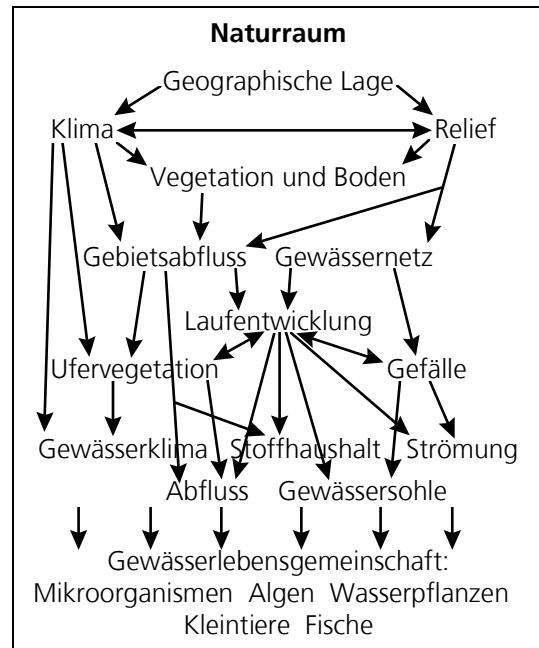 Naturraum
Geographische Lage
Klima Relief
Vegetation und Boden
Gebietsabfluss Gewässernetz
Laufentwicklung
Ufervegetation Gefälle
Gewässerklima Stoffhaushalt Strömung
Abfluss Gewässersohle
Gewässerlebensgemeinschaft:
Mikroorganismen Algen Wasserpflanzen
Kleintiere Fische